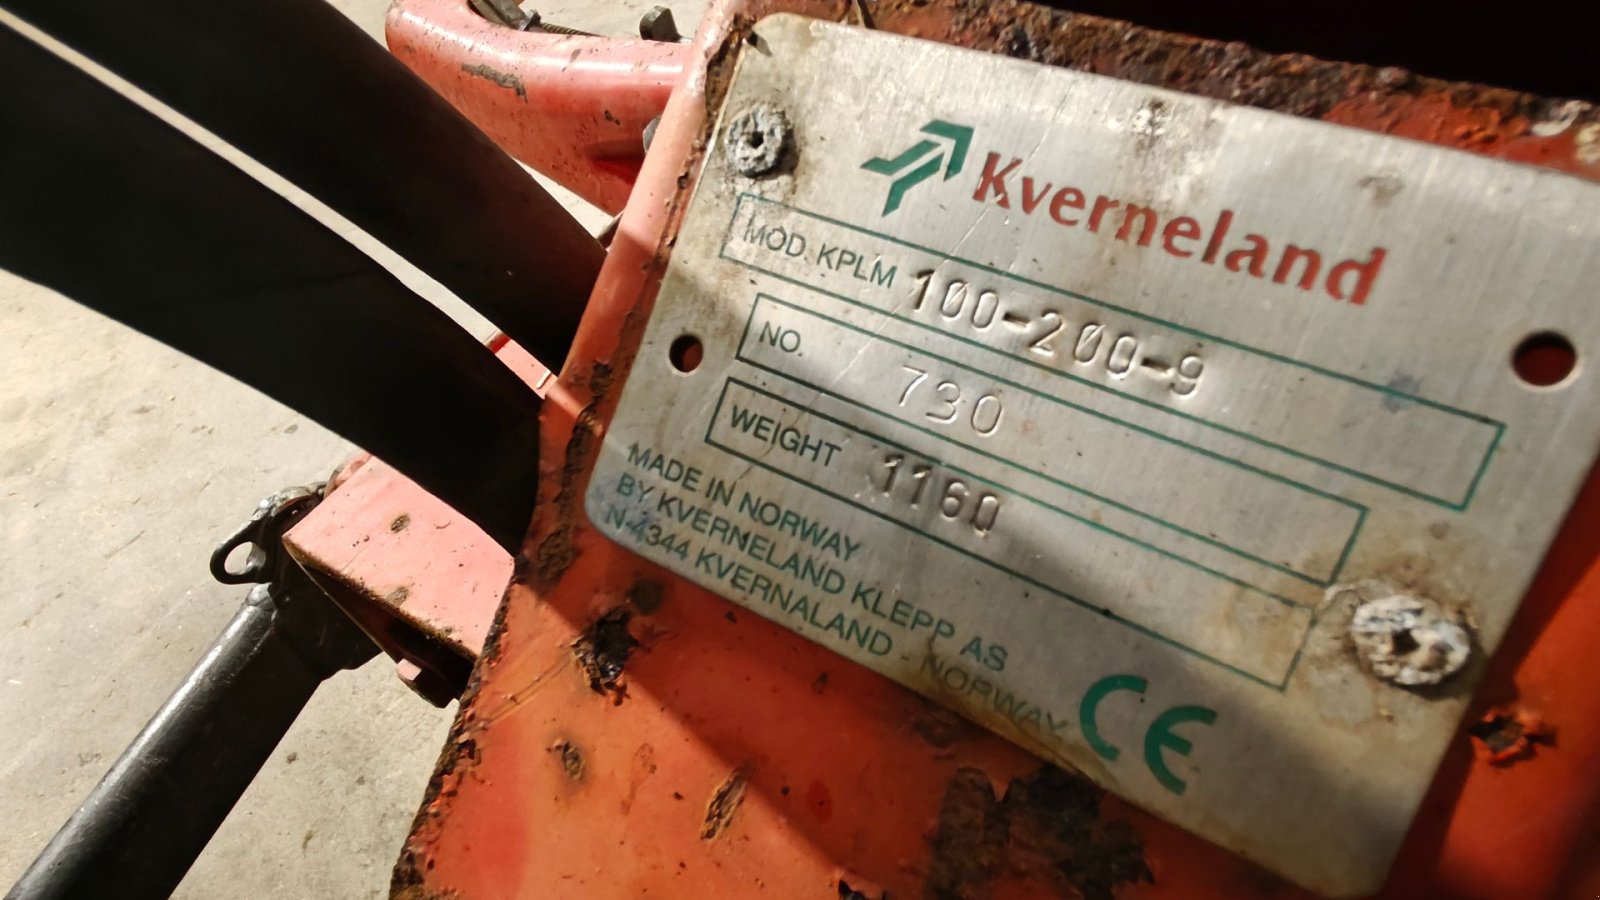 Kverneland
MOD. KPLM 100-200-9
NO. 730
WEIGHT 1160
MADE IN NORWAY
BY KVERNELAND KLEPP AS
N-4344 KVERNALAND - NORWAY
CE